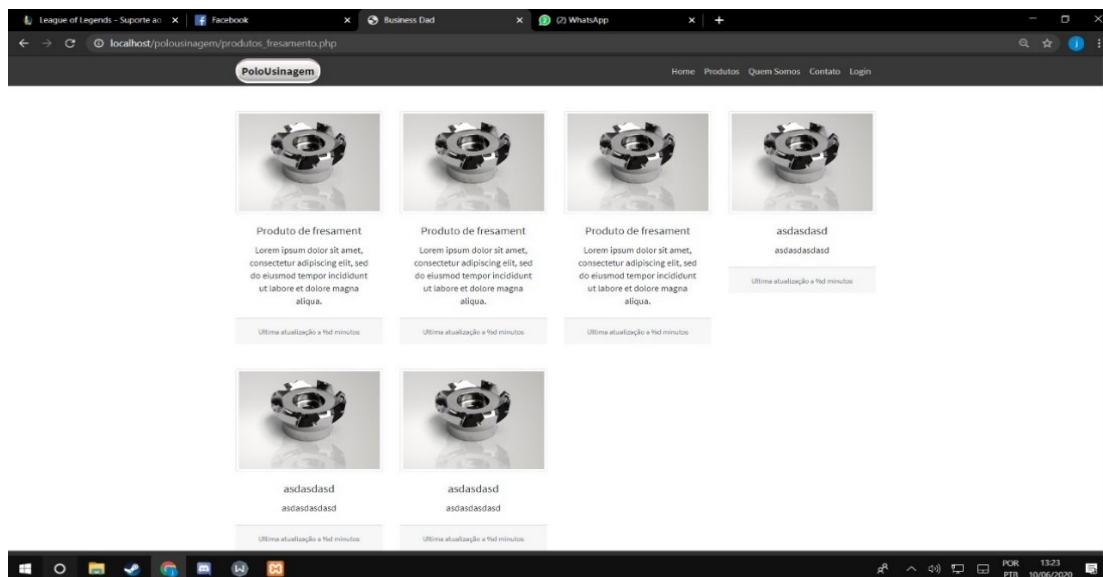 League of Legends - Suporte ao
Facebook
Business Dad
(2) WhatsApp
localhost/polousinagem/produtos_fresamento.php
PoloUsinagem
Home Produtos Quem Somos Contato Login
Produto de fresament
Lorem ipsum dolor sit amet,
consectetur adipiscing elit, sed
do eiusmod tempor incididunt
ut labore et dolore magna
aliqua.
Ultima atualização a %d minutos
Produto de fresament
Lorem ipsum dolor sit amet,
consectetur adipiscing elit, sed
do eiusmod tempor incididunt
ut labore et dolore magna
aliqua.
Ultima atualização a %d minutos
Produto de fresament
Lorem ipsum dolor sit amet,
consectetur adipiscing elit, sed
do eiusmod tempor incididunt
ut labore et dolore magna
aliqua.
Ultima atualização a %d minutos
asdasdasd
asdasdasdasd
Ultima atualização a %d minutos
asdasdasd
asdasdasdasd
Ultima atualização a %d minutos
asdasdasd
asdasdasdasd
Ultima atualização a %d minutos
POR
PTB
13:23
10/06/2020